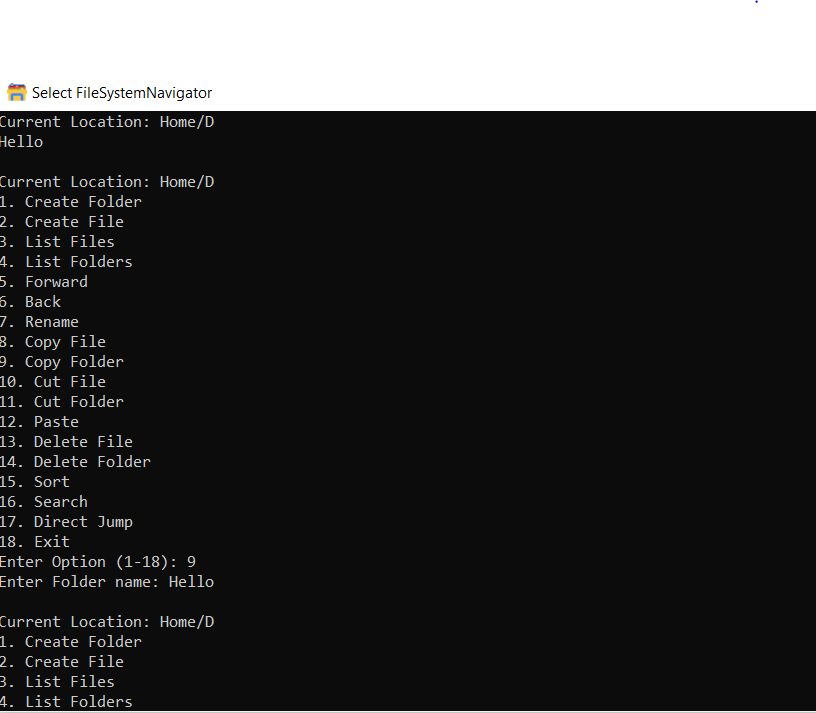 Select FileSystemNavigator
Current Location: Home/D
Hello
Current Location: Home/D
1. Create Folder
2. Create File
3. List Files
4. List Folders
5. Forward
6. Back
7. Rename
8. Copy File
9. Copy Folder
10. Cut File
11. Cut Folder
12. Paste
13. Delete File
14. Delete Folder
15. Sort
16. Search
17. Direct Jump
18. Exit
Enter Option (1-18): 9
Enter Folder name: Hello
Current Location: Home/D
1. Create Folder
2. Create File
3. List Files
4. List Folders